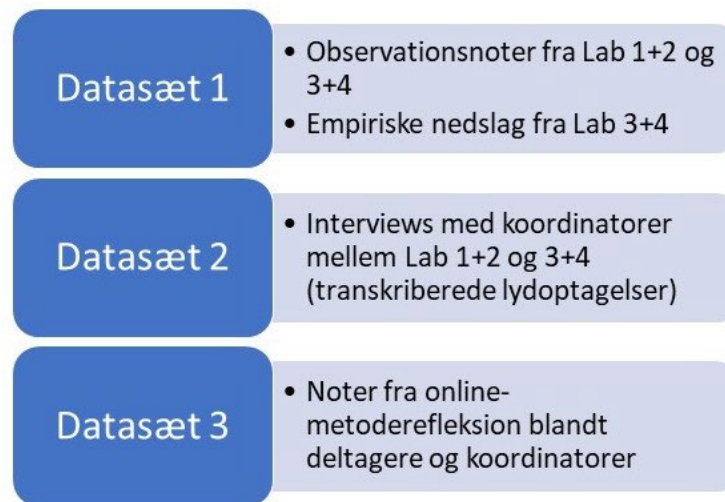 Datasæt 1
• Observationsnoter fra Lab 1+2 og
3+4
• Empiriske nedslag fra Lab 3+4
Datasæt 2
• Interviews med koordinatorer
mellem Lab 1+2 og 3+4
(transkriberede lydoptagelser)
Datasæt 3
• Noter fra online-
metoderefleksion blandt
deltagere og koordinatorer